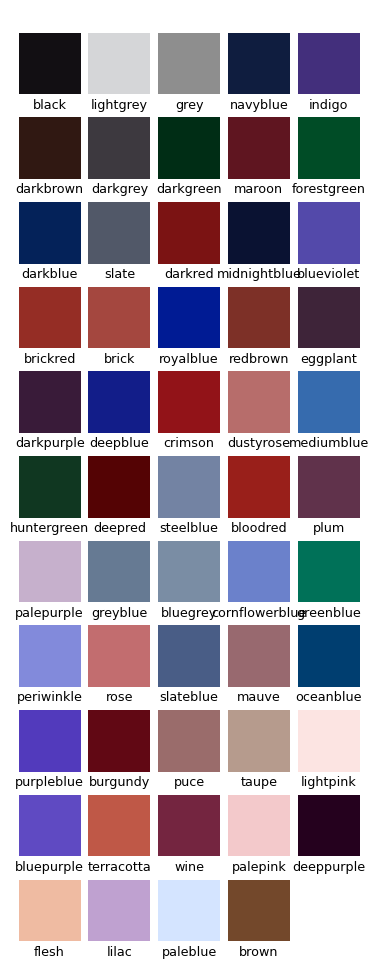 black lightgrey grey navyblue indigo
darkbrown darkgrey darkgreen maroon forestgreen
darkblue slate darkred midnightblue blueviolet
brickred brick royalblue redbrown eggplant
darkpurple deepblue crimson dustyrose mediumblue
huntergreen deepred steelblue bloodred plum
palepurple greyblue bluegrey cornflowerblue greenblue
periwinkle rose slateblue mauve oceanblue
purpleblue burgundy puce taupe lightpink
bluepurple terracotta wine palepink deeppurple
flesh lilac paleblue brown